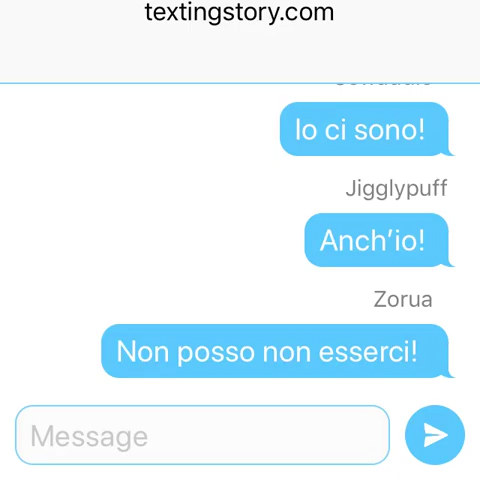 textingstory.com
Io ci sono!
Jigglypuff
Anch'io!
Zorua
Non posso non esserci!
Message